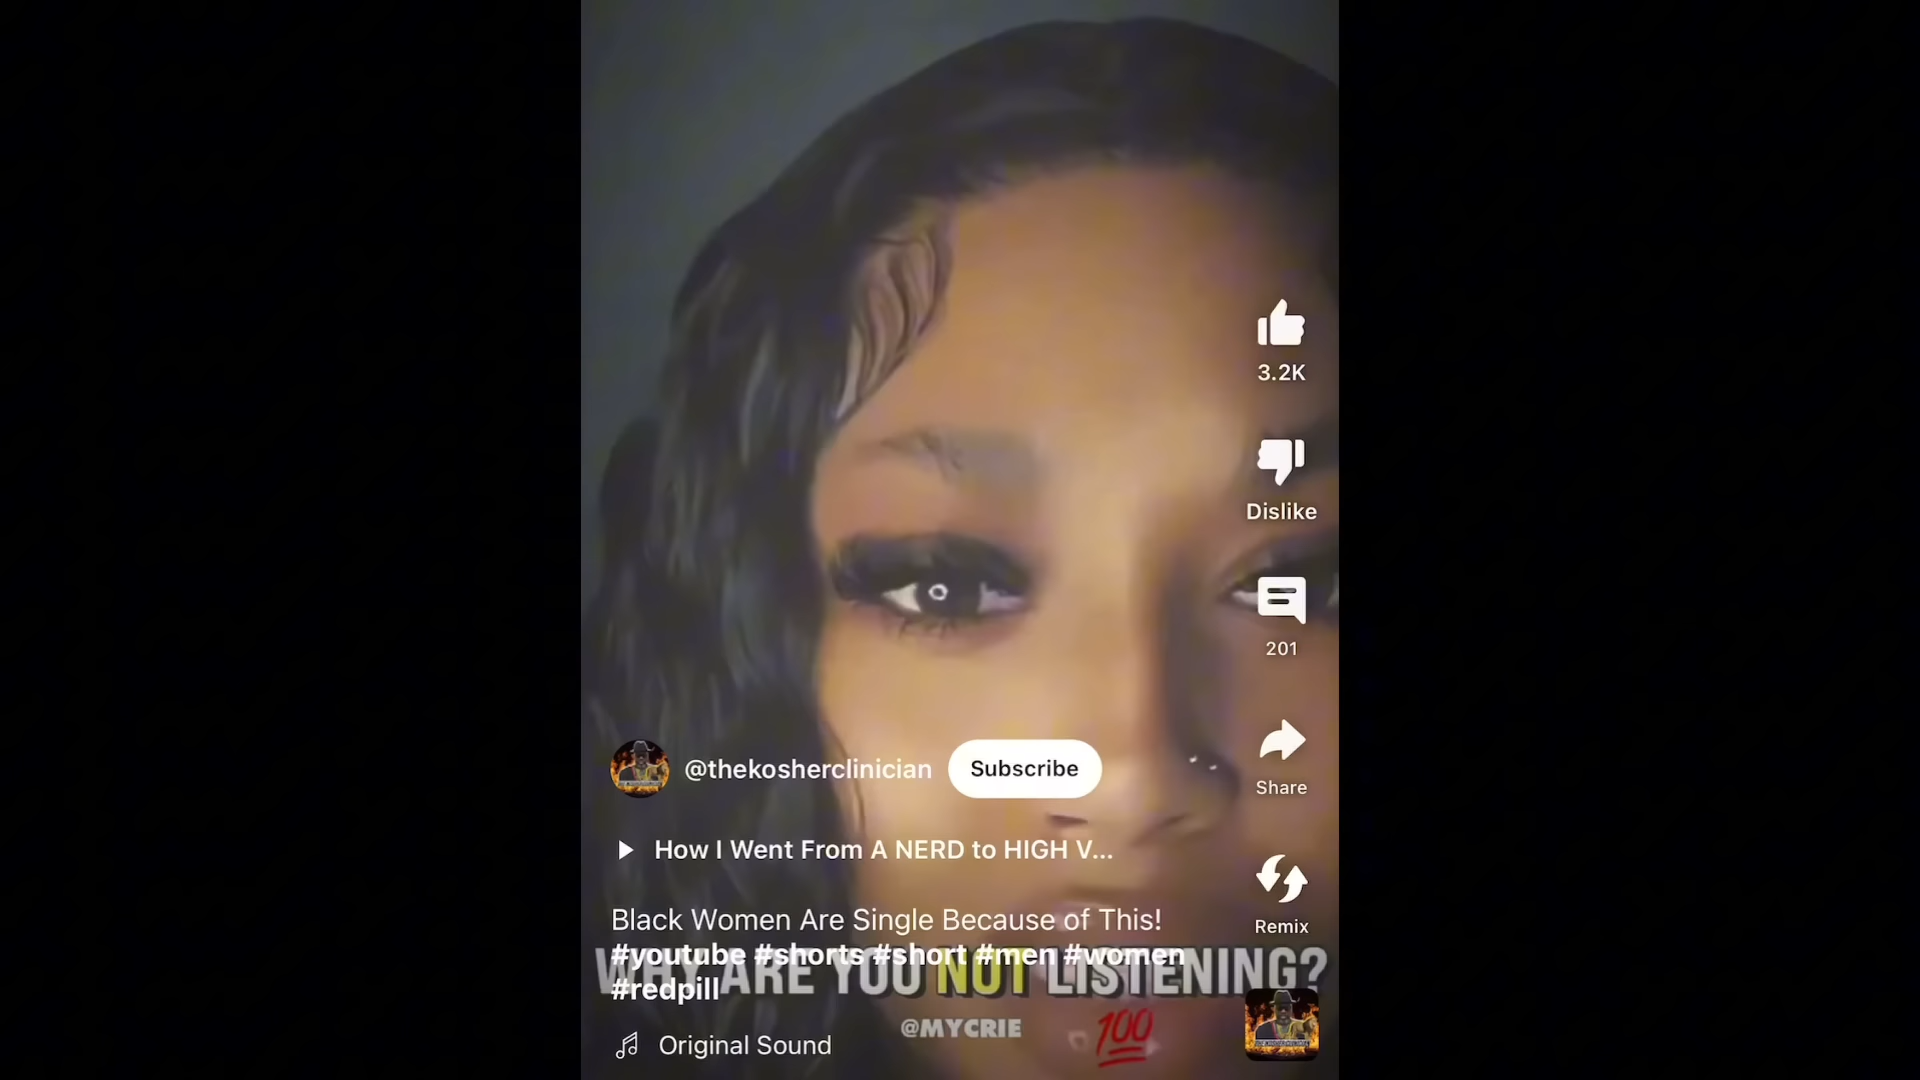 3.2K
Dislike
201
Share
@thekosherclinician
Subscribe
How I Went From A NERD to HIGH V...
Remix
Black Women Are Single Because of This!
#youtube #shorts #short #men #women
#redpill
WHY ARE YOU NOT LISTENING?
@MYCRIE
100
Original Sound